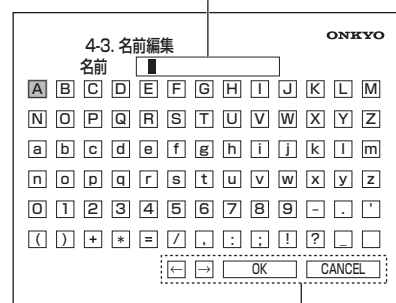 ONKYO
4-3. 名前編集
名前
A B C D E F G H I J K L M
N O P Q R S T U V W X Y Z
a b c d e f g h i j k l m
n o p q r s t u v w x y z
0 1 2 3 4 5 6 7 8 9 - . '
( ) + * = / , : ; ! ? _
← → OK CANCEL